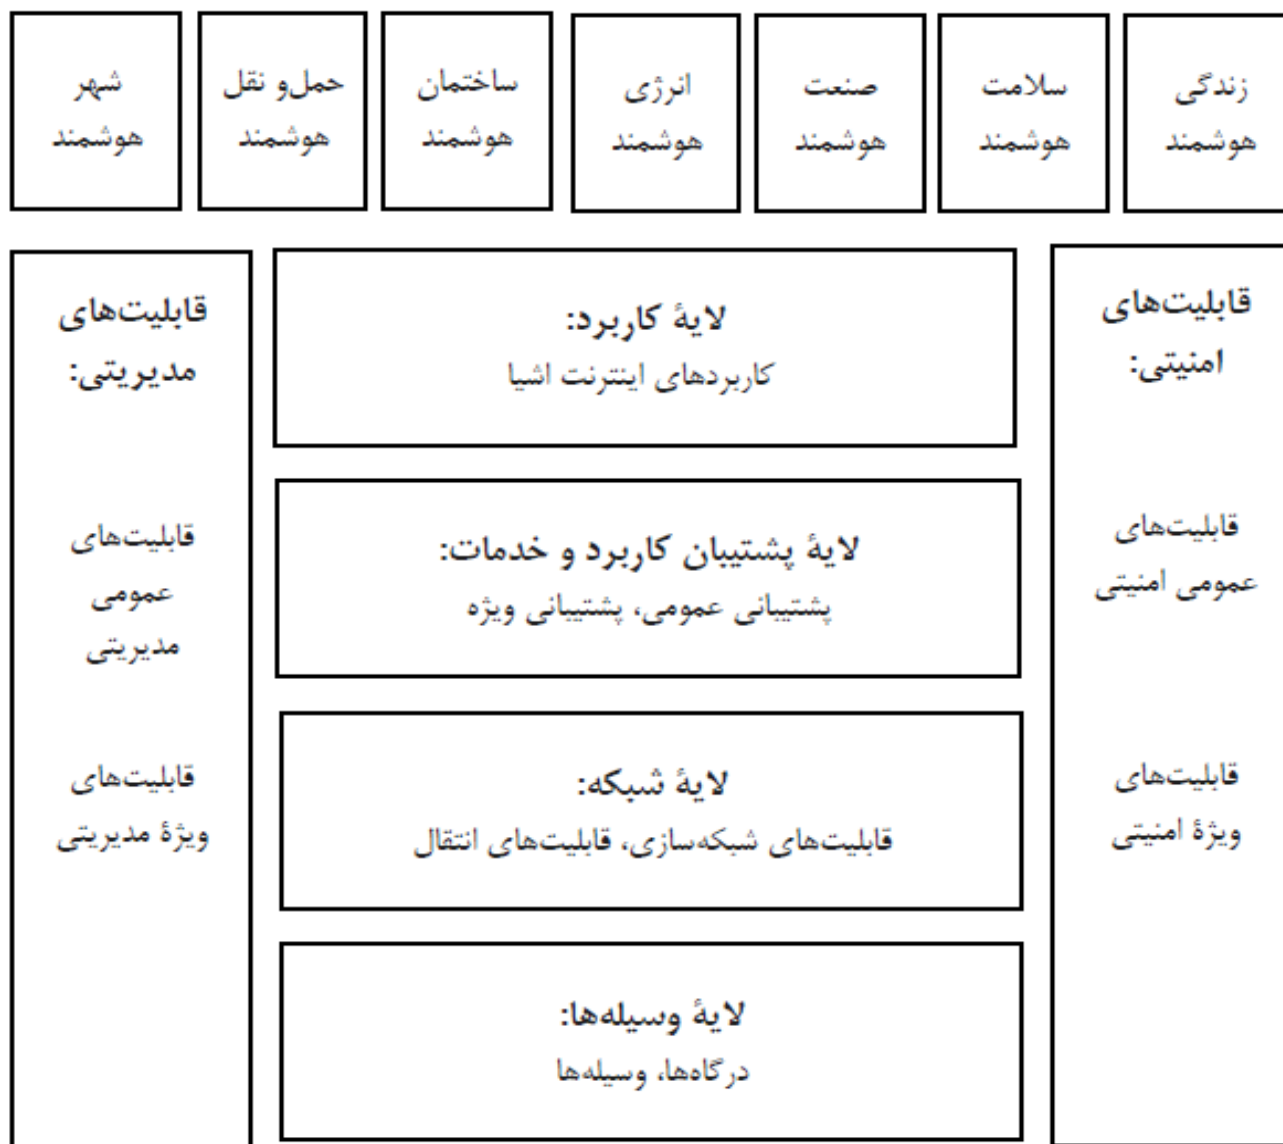 زندگی
هوشمند
سلامت
هوشمند
صنعت
هوشمند
انرژی
هوشمند
ساختمان
هوشمند
حمل‌و نقل
هوشمند
شهر
هوشمند
قابلیت‌های
امنیتی:
قابلیت‌های
عمومی امنیتی
قابلیت‌های
ویژهٔ امنیتی
لایهٔ کاربرد:
کاربردهای اینترنت اشیا
لایهٔ پشتیبان کاربرد و خدمات:
پشتیبانی عمومی، پشتیبانی ویژه
لایهٔ شبکه:
قابلیت‌های شبکه‌سازی، قابلیت‌های انتقال
لایهٔ وسیله‌ها:
درگاه‌ها، وسیله‌ها
قابلیت‌های
مدیریتی:
قابلیت‌های
عمومی
مدیریتی
قابلیت‌های
ویژهٔ مدیریتی